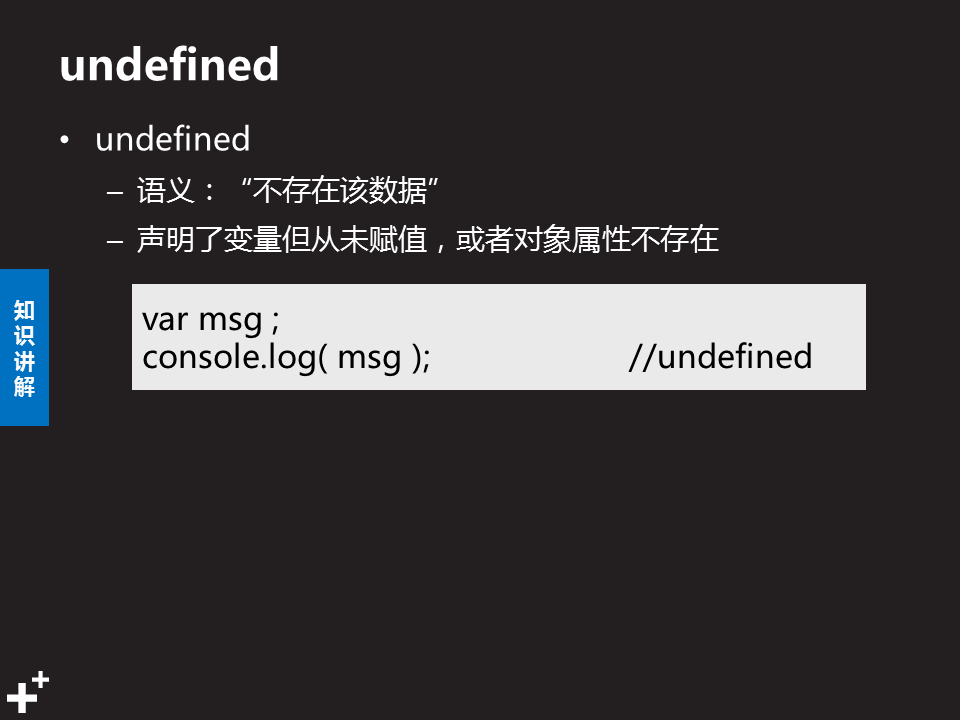 undefined
• undefined
– 语义：“不存在该数据”
– 声明了变量但从未赋值，或者对象属性不存在
知识讲解
var msg ;
console.log( msg ); //undefined